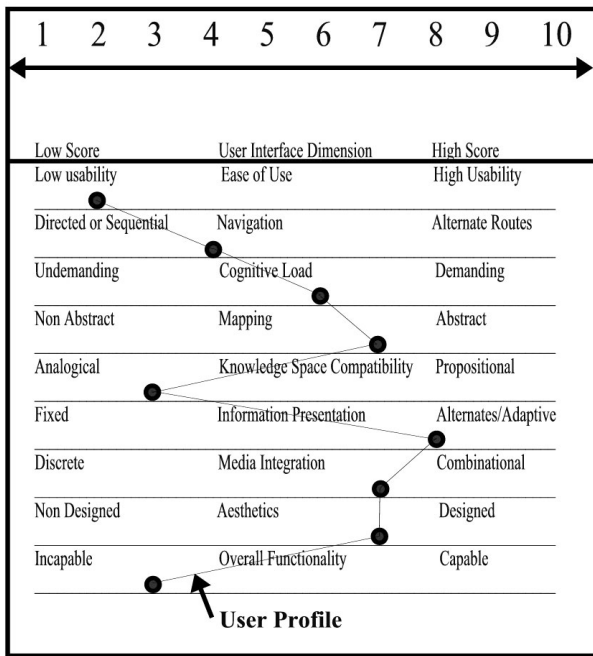 1 2 3 4 5 6 7 8 9 10
Low Score User Interface Dimension High Score
Low usability Ease of Use High Usability
Directed or Sequential Navigation Alternate Routes
Undemanding Cognitive Load Demanding
Non Abstract Mapping Abstract
Analogical Knowledge Space Compatibility Propositional
Fixed Information Presentation Alternates/Adaptive
Discrete Media Integration Combinational
Non Designed Aesthetics Designed
Incapable Overall Functionality Capable
User Profile